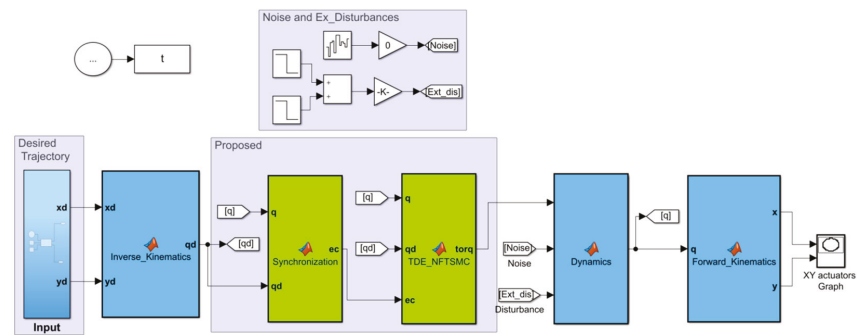 Noise and Ex_Disturbances
...
t
0
[Noise]
+
+
-K-
[Ext_dis]
Desired
Trajectory
xd
yd
Input
xd
yd
qd
Inverse_Kinematics
[qd]
Proposed
[q]
q
qd
ec
Synchronization
[q]
[qd]
q
qd
ec
torq
TDE_NFTSMC
[Noise]
Noise
[Ext_dis]
Disturbance
Dynamics
[q]
q
x
y
Forward_Kinematics
XY actuators
Graph